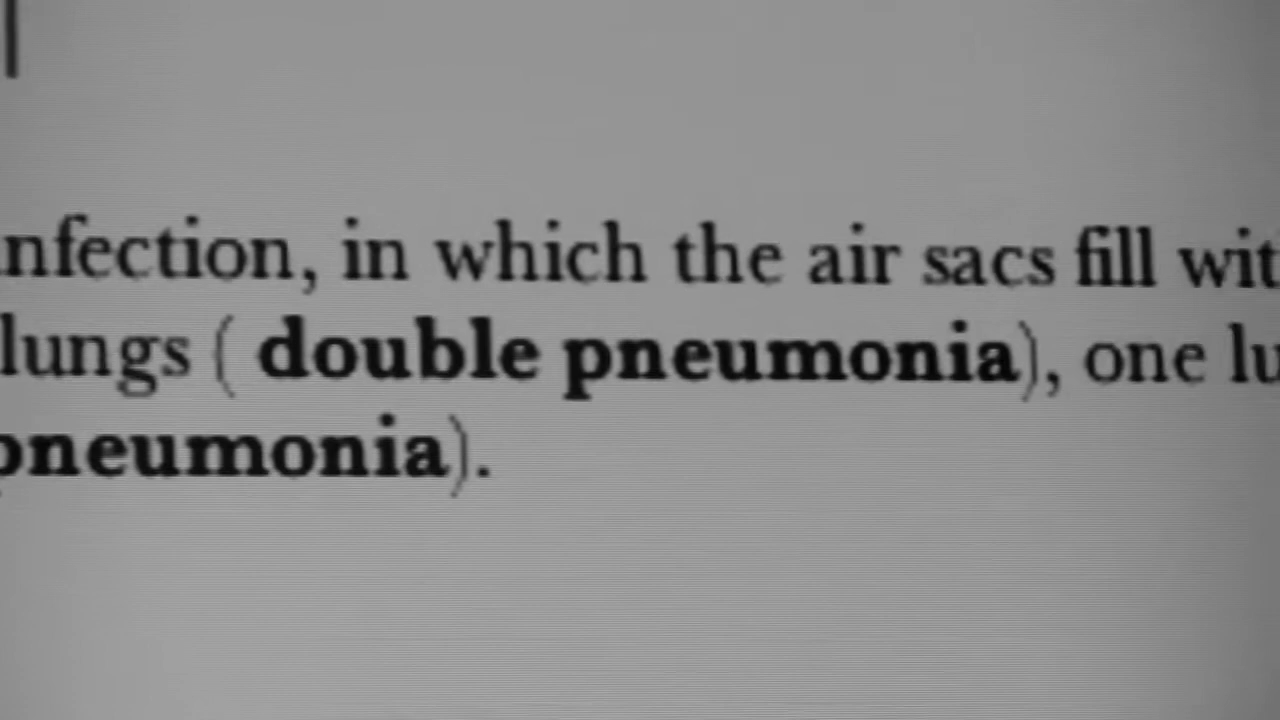 nfection, in which the air sacs fill wit
lungs ( double pneumonia), one lu
pneumonia).